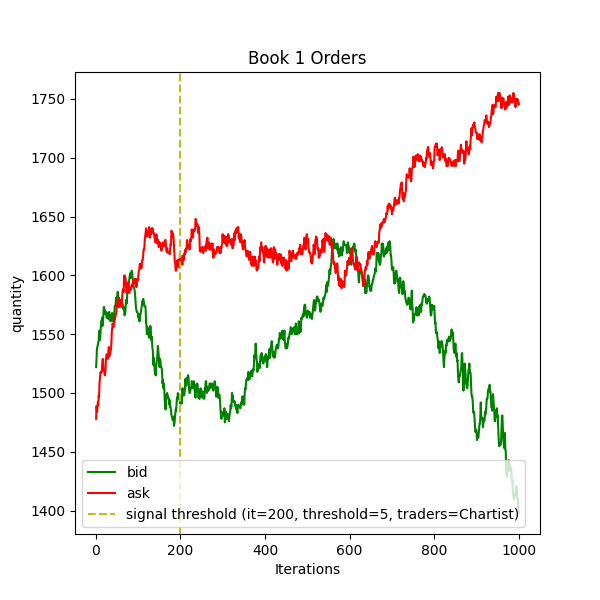 Book 1 Orders
quantity
1750
1700
1650
1600
1550
1500
1450
1400
bid
ask
signal threshold (it=200, threshold=5, traders=Chartist)
0 200 400 600 800 1000
Iterations